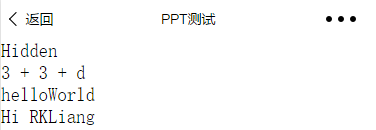 返回 PPT测试
Hidden
3 + 3 + d
helloWorld
Hi RKLiang